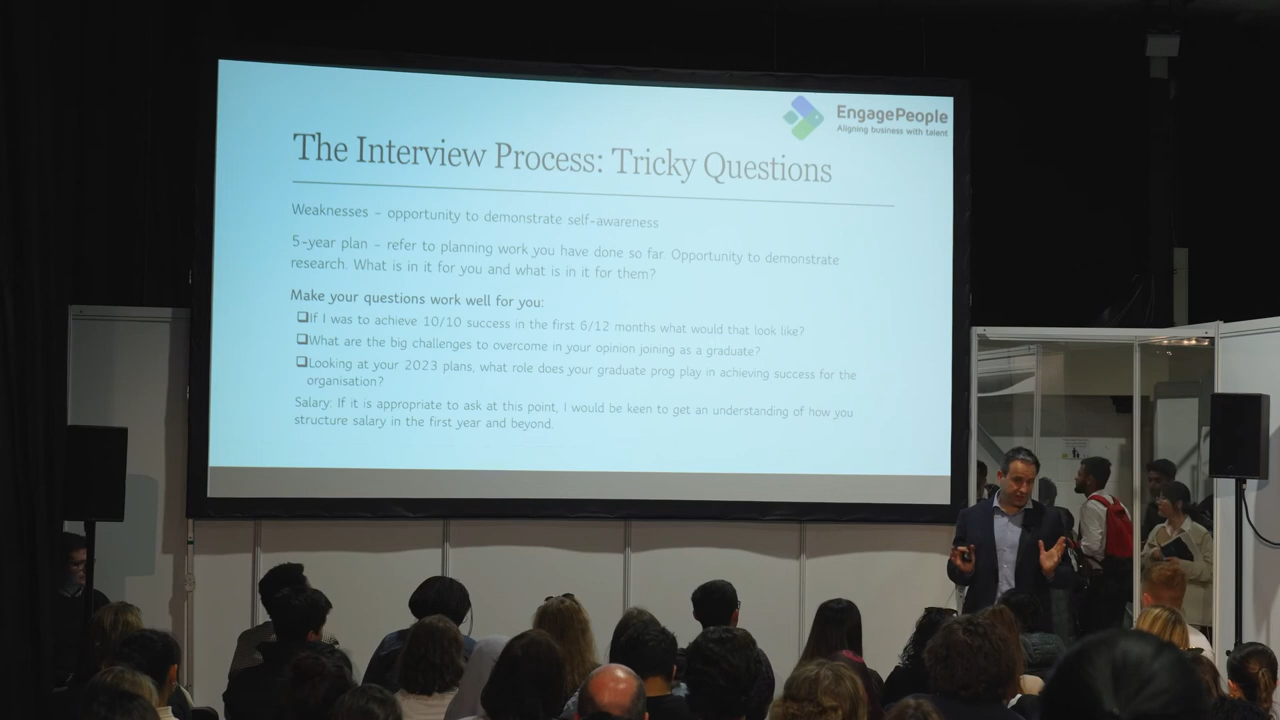 EngagePeople
Aligning business with talent
The Interview Process: Tricky Questions
Weaknesses - opportunity to demonstrate self-awareness
5-year plan - refer to planning work you have done so far. Opportunity to demonstrate
research. What is in it for you and what is in it for them?
Make your questions work well for you:
❑If I was to achieve 10/10 success in the first 6/12 months what would that look like?
❑What are the big challenges to overcome in your opinion joining as a graduate?
❑Looking at your 2023 plans, what role does your graduate prog play in achieving success for the
organisation?
Salary: If it is appropriate to ask at this point, I would be keen to get an understanding of how you
structure salary in the first year and beyond.